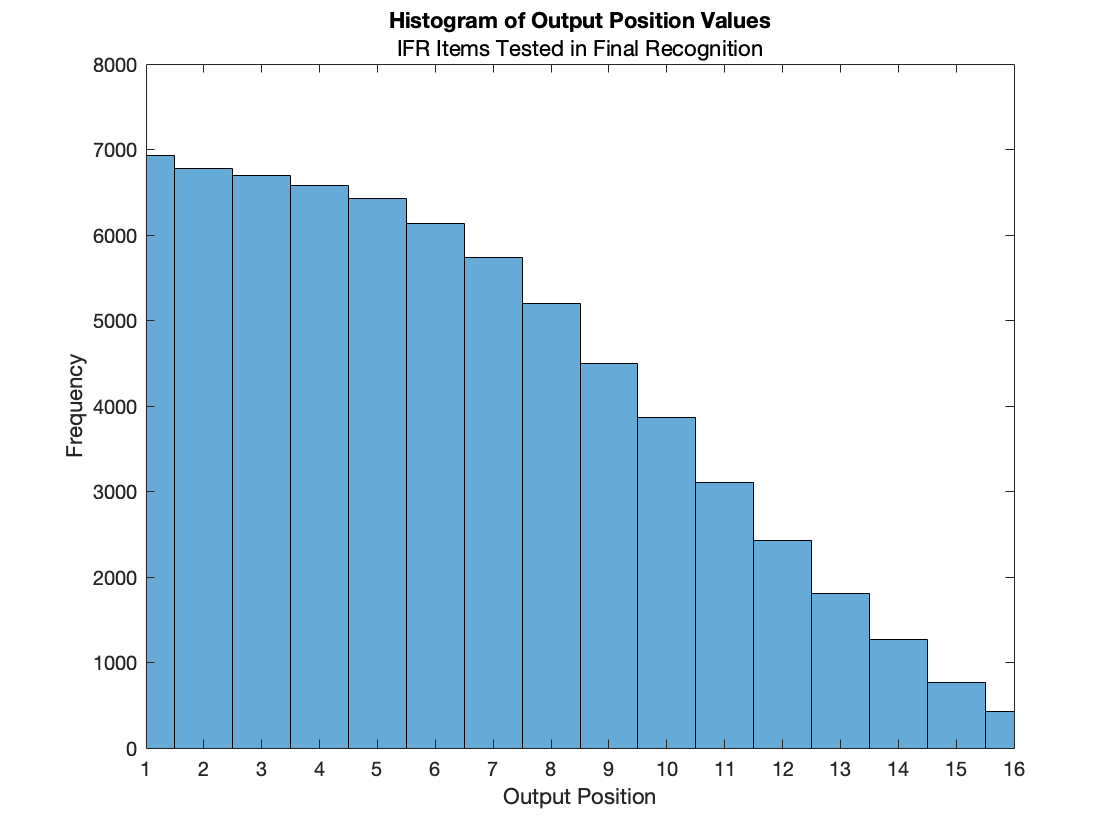 Histogram of Output Position Values
IFR Items Tested in Final Recognition
8000
7000
6000
5000
4000
3000
2000
1000
0
Frequency
1 2 3 4 5 6 7 8 9 10 11 12 13 14 15 16
Output Position